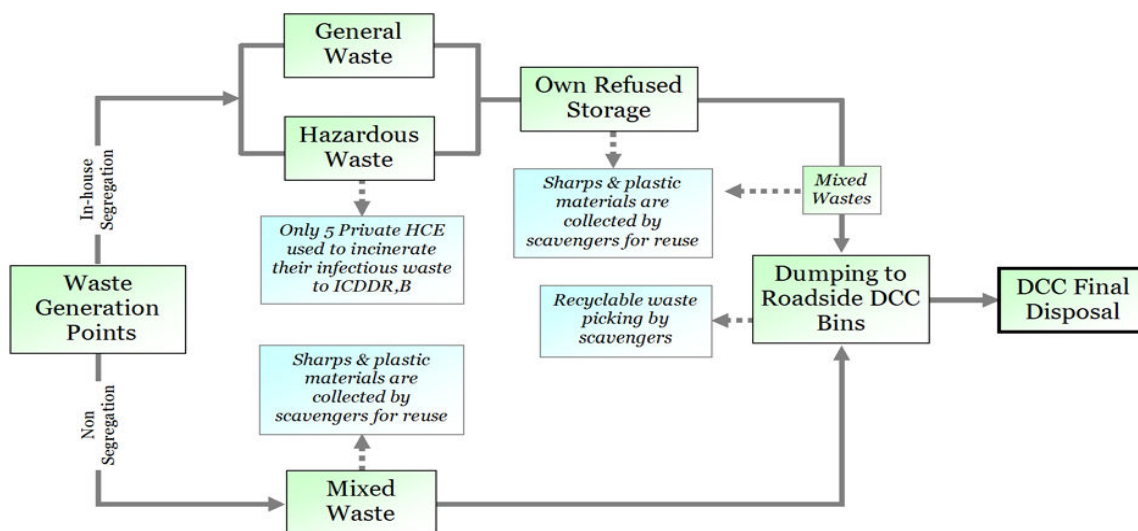 General
Waste
Own Refused
Storage
Hazardous
Waste
In-house
Segregation
Sharps & plastic
materials are
collected by
scavengers for reuse
Mixed
Wastes
Only 5 Private HCE
used to incinerate
their infectious waste
to ICDDR,B
Waste
Generation
Points
Dumping to
Roadside DCC
Bins
DCC Final
Disposal
Recyclable waste
picking by
scavengers
Sharps & plastic
materials are
collected by
scavengers for reuse
Non
Segregation
Mixed
Waste